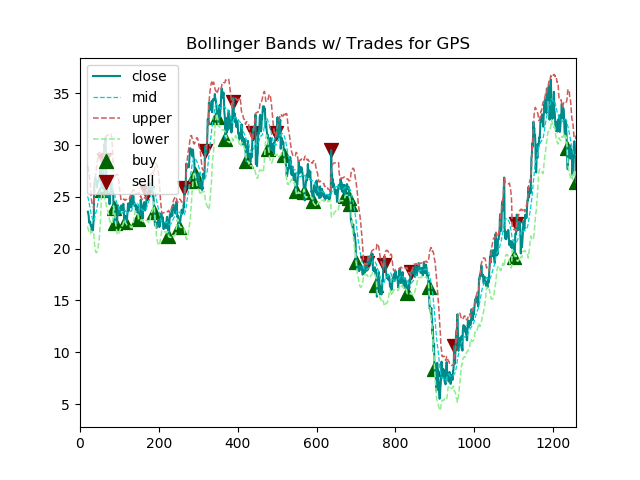 Bollinger Bands w/ Trades for GPS
close
mid
upper
lower
buy
sell
35
30
25
20
15
10
5
0 200 400 600 800 1000 1200